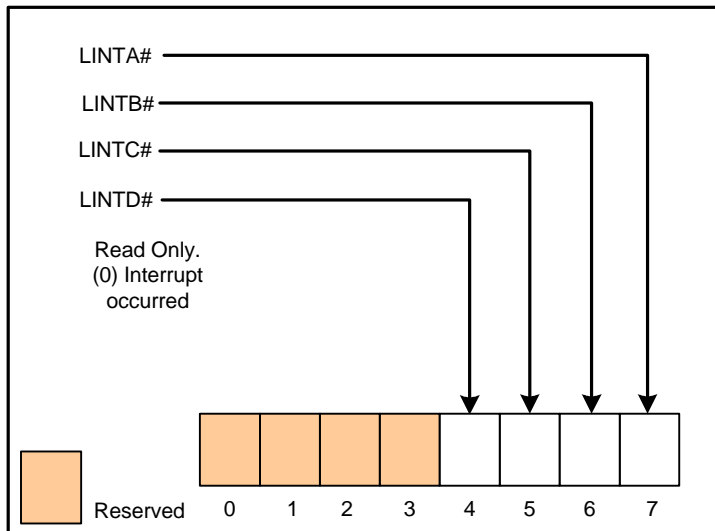 LINTA#
LINTB#
LINTC#
LINTD#
Read Only.
(0) Interrupt
occurred
Reserved 0 1 2 3 4 5 6 7